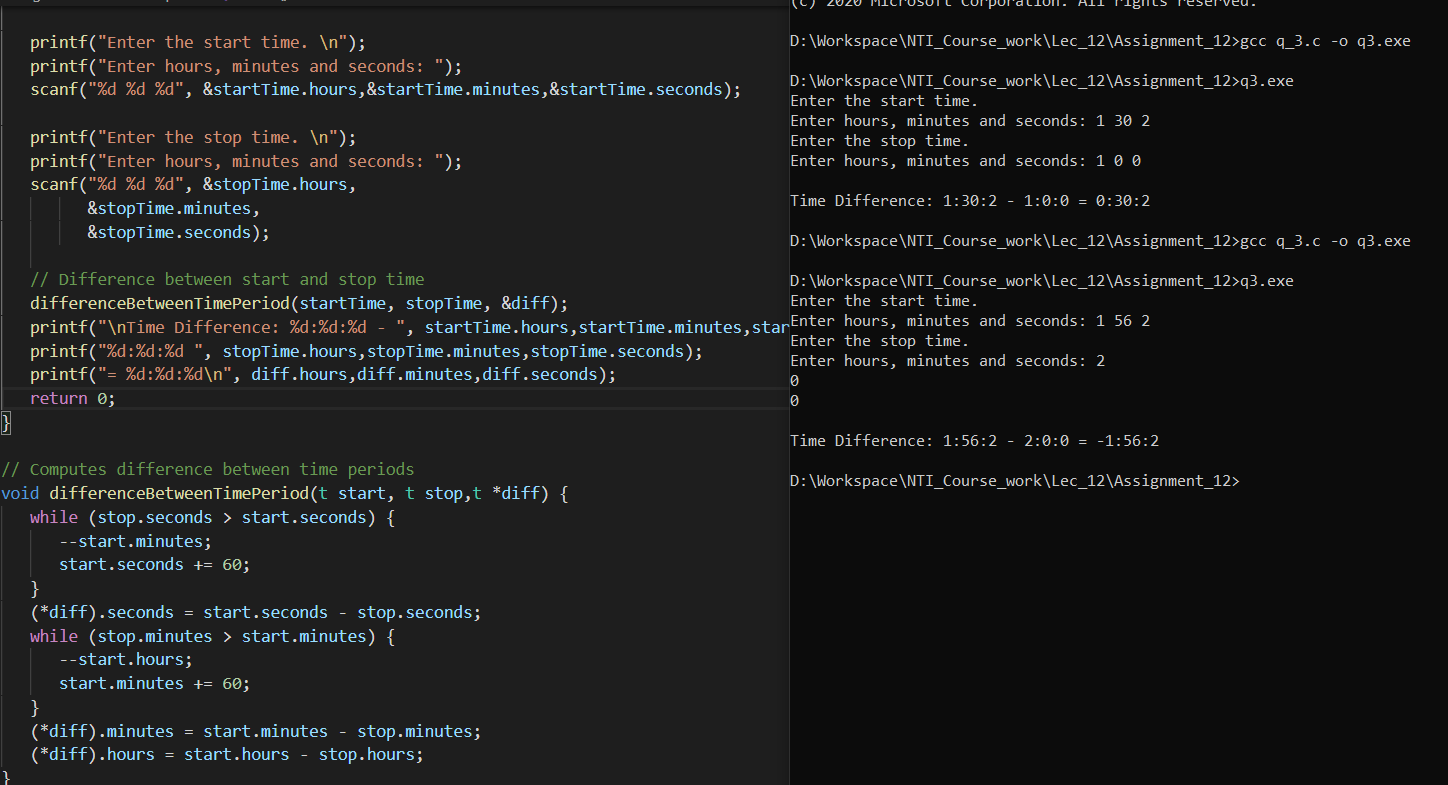 printf("Enter the start time. \n");
printf("Enter hours, minutes and seconds: ");
scanf("%d %d %d", &startTime.hours,&startTime.minutes,&startTime.seconds);
printf("Enter the stop time. \n");
printf("Enter hours, minutes and seconds: ");
scanf("%d %d %d", &stopTime.hours,
&stopTime.minutes,
&stopTime.seconds);
// Difference between start and stop time
differenceBetweenTimePeriod(startTime, stopTime, &diff);
printf("\nTime Difference: %d:%d:%d - ", startTime.hours,startTime.minutes,star
printf("%d:%d:%d ", stopTime.hours,stopTime.minutes,stopTime.seconds);
printf("= %d:%d:%d\n", diff.hours,diff.minutes,diff.seconds);
return 0;
}
// Computes difference between time periods
void differenceBetweenTimePeriod(t start, t stop,t *diff) {
while (stop.seconds > start.seconds) {
--start.minutes;
start.seconds += 60;
}
(*diff).seconds = start.seconds - stop.seconds;
while (stop.minutes > start.minutes) {
--start.hours;
start.minutes += 60;
}
(*diff).minutes = start.minutes - stop.minutes;
(*diff).hours = start.hours - stop.hours;
}
(c) 2020 Microsoft Corporation. All rights reserved.
D:\Workspace\NTI_Course_work\Lec_12\Assignment_12>gcc q_3.c -o q3.exe
D:\Workspace\NTI_Course_work\Lec_12\Assignment_12>q3.exe
Enter the start time.
Enter hours, minutes and seconds: 1 30 2
Enter the stop time.
Enter hours, minutes and seconds: 1 0 0
Time Difference: 1:30:2 - 1:0:0 = 0:30:2
D:\Workspace\NTI_Course_work\Lec_12\Assignment_12>gcc q_3.c -o q3.exe
D:\Workspace\NTI_Course_work\Lec_12\Assignment_12>q3.exe
Enter the start time.
Enter hours, minutes and seconds: 1 56 2
Enter the stop time.
Enter hours, minutes and seconds: 2
0
0
Time Difference: 1:56:2 - 2:0:0 = -1:56:2
D:\Workspace\NTI_Course_work\Lec_12\Assignment_12>